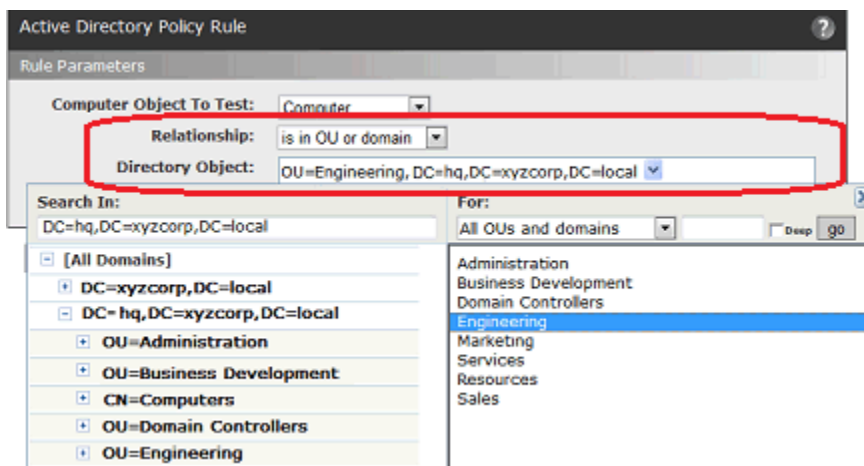 Active Directory Policy Rule ?
Rule Parameters
Computer Object To Test: Computer
Relationship: is in OU or domain
Directory Object: OU=Engineering, DC=hq,DC=xyzcorp,DC=local
Search In: For:
DC=hq,DC=xyzcorp,DC=local All OUs and domains Deep go
[All Domains]
DC=xyzcorp,DC=local
DC=hq,DC=xyzcorp,DC=local
OU=Administration
OU=Business Development
CN=Computers
OU=Domain Controllers
OU=Engineering
Administration
Business Development
Domain Controllers
Engineering
Marketing
Services
Resources
Sales